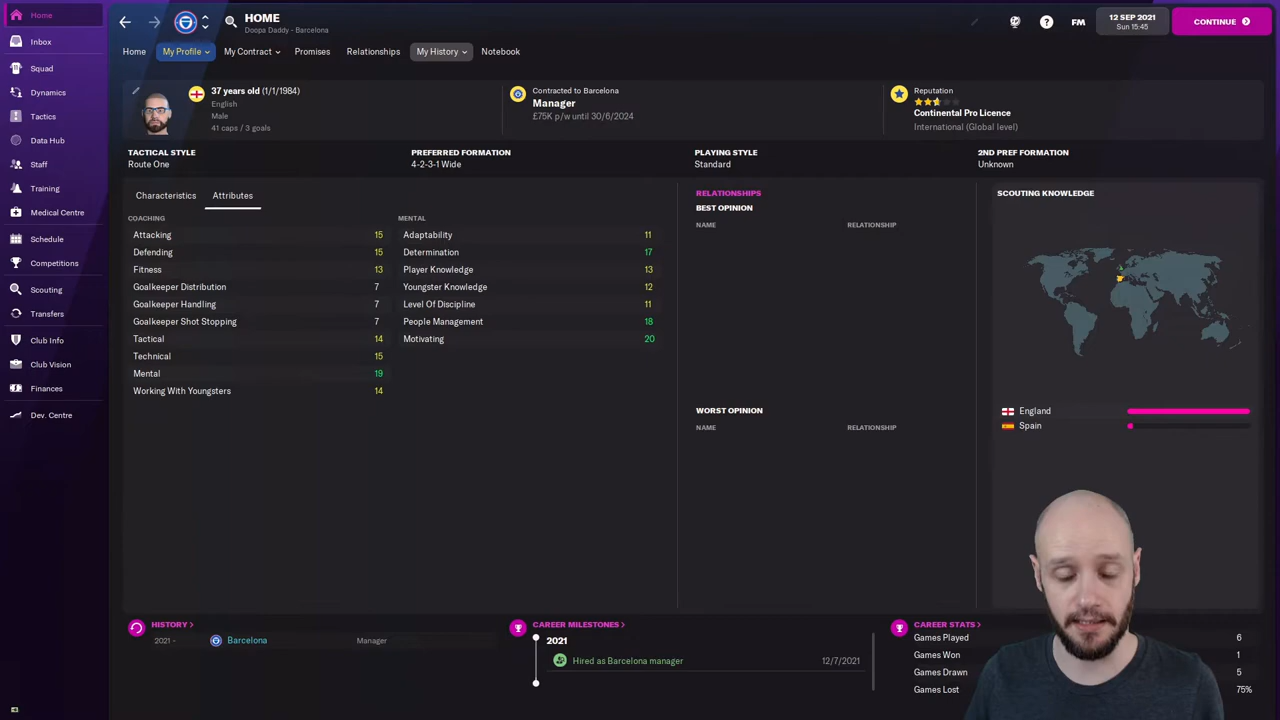 Home
HOME
Doopa Daddy - Barcelona
FM
12 SEP 2021
Sun 15:45
CONTINUE
Inbox
Squad
Dynamics
Tactics
Data Hub
Staff
Training
Medical Centre
Schedule
Competitions
Scouting
Transfers
Club Info
Club Vision
Finances
Dev. Centre
Home
My Profile
My Contract
Promises
Relationships
My History
Notebook
37 years old (1/1/1984)
English
Male
41 caps / 3 goals
Contracted to Barcelona
Manager
£75K p/w until 30/6/2024
Reputation
Continental Pro Licence
International (Global level)
TACTICAL STYLE
Route One
PREFERRED FORMATION
4-2-3-1 Wide
PLAYING STYLE
Standard
2ND PREF FORMATION
Unknown
Characteristics
Attributes
COACHING
Attacking 15
Defending 15
Fitness 13
Goalkeeper Distribution 7
Goalkeeper Handling 7
Goalkeeper Shot Stopping 7
Tactical 14
Technical 15
Mental 19
Working With Youngsters 14
MENTAL
Adaptability 11
Determination 17
Player Knowledge 13
Youngster Knowledge 12
Level Of Discipline 11
People Management 18
Motivating 20
RELATIONSHIPS
BEST OPINION
NAME RELATIONSHIP
WORST OPINION
NAME RELATIONSHIP
SCOUTING KNOWLEDGE
England
Spain
HISTORY
2021 - Barcelona Manager
CAREER MILESTONES
2021
Hired as Barcelona manager 12/7/2021
CAREER STATS
Games Played 6
Games Won 1
Games Drawn 5
Games Lost 75%